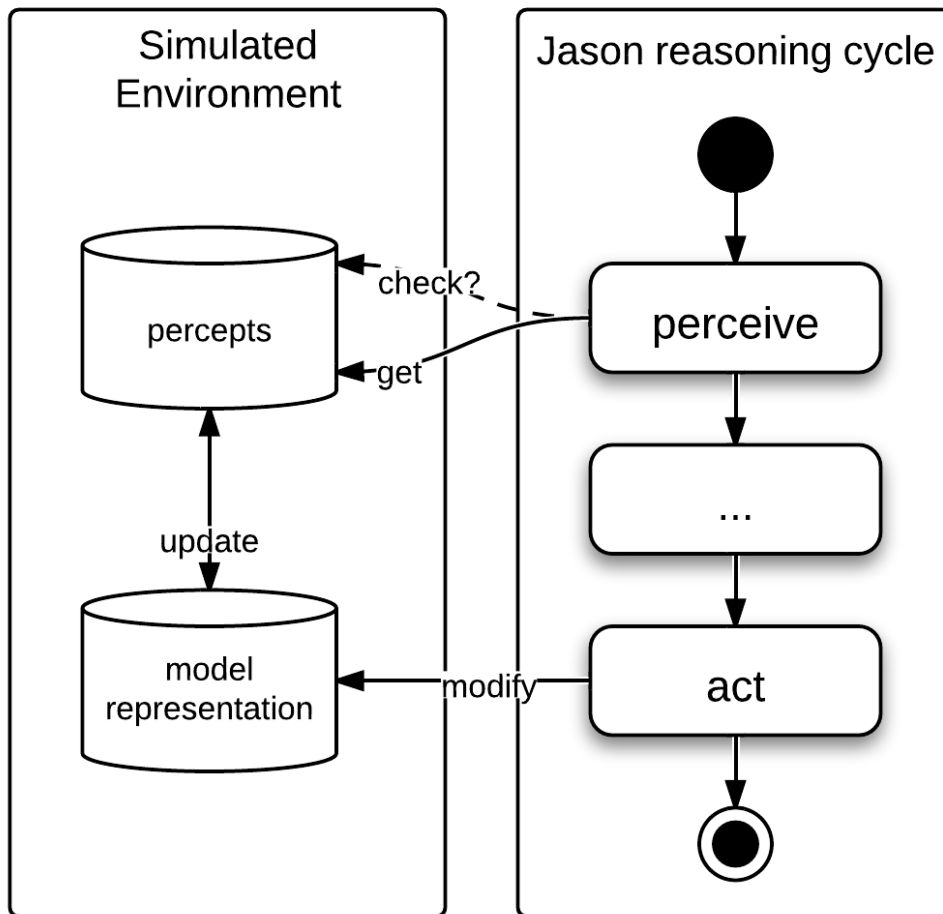 Simulated
Environment
Jason reasoning cycle
check?
perceive
percepts
get
...
update
model
representation
modify
act